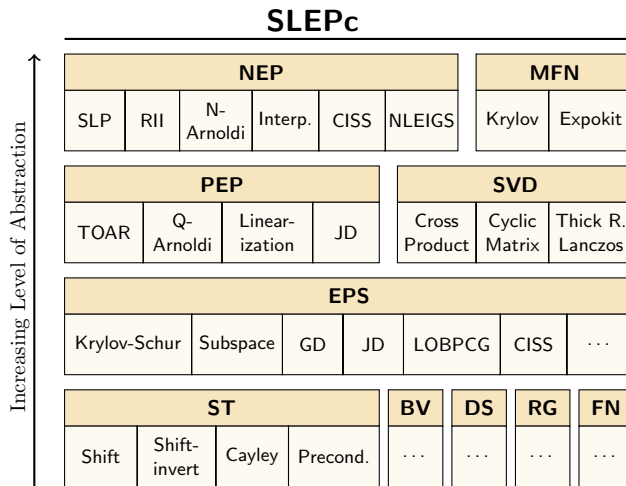 SLEPc
Increasing Level of Abstraction
NEP
SLP RII N-Arnoldi Interp. CISS NLEIGS
MFN
Krylov Expokit
PEP
TOAR Q-Arnoldi Linear-ization JD
SVD
Cross Product Cyclic Matrix Thick R. Lanczos
EPS
Krylov-Schur Subspace GD JD LOBPCG CISS ···
ST
Shift Shift-invert Cayley Precond.
BV
···
DS
···
RG
···
FN
···